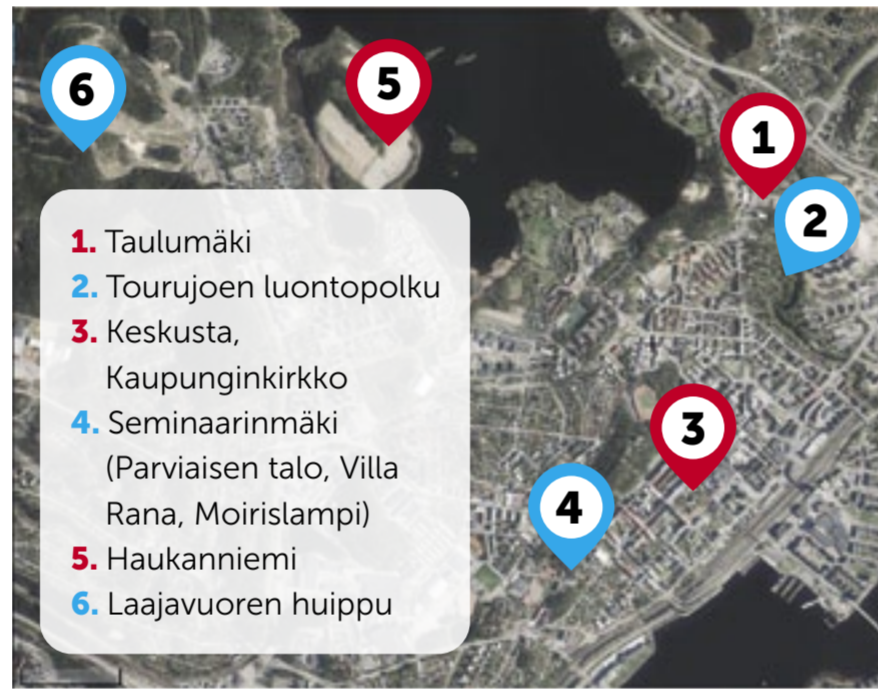 6
5
1
2
1. Taulumäki
2. Tourujoen luontopolku
3. Keskusta,
Kaupunginkirkko
4. Seminaarinmäki
(Parviaisen talo, Villa
Rana, Moirislampi)
5. Haukanniemi
6. Laajavuoren huippu
3
4